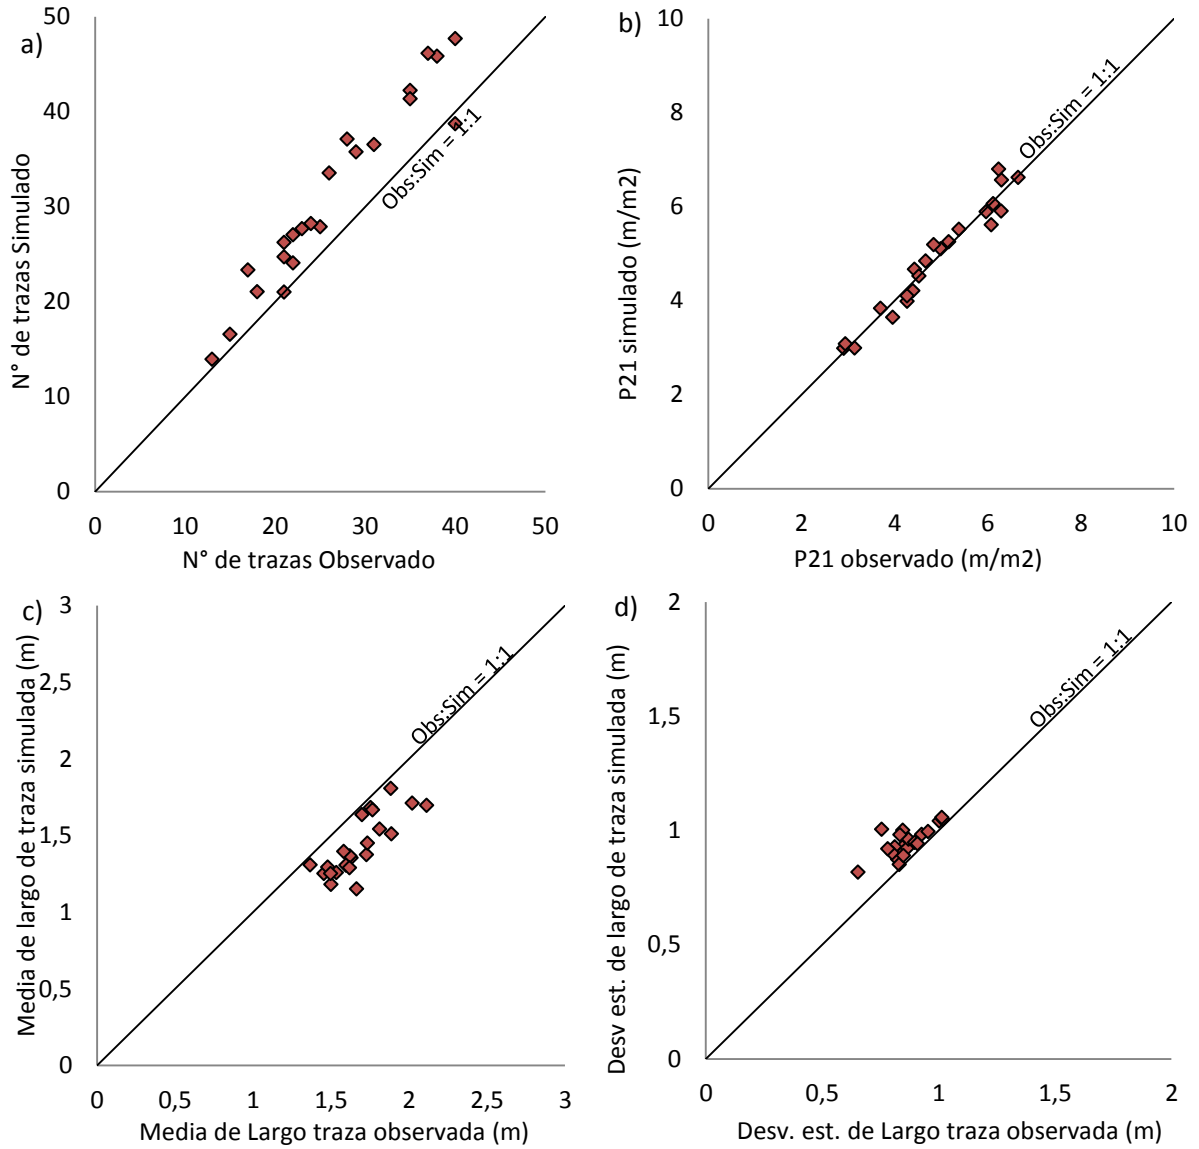 a)
50
40
30
20
10
0
N° de trazas Simulado
Obs:Sim = 1:1
0 10 20 30 40 50
N° de trazas Observado
b)
10
8
6
4
2
0
P21 simulado (m/m2)
Obs:Sim = 1:1
0 2 4 6 8 10
P21 observado (m/m2)
c)
3
2,5
2
1,5
1
0,5
0
Media de largo de traza simulada (m)
Obs:Sim = 1:1
0 0,5 1 1,5 2 2,5 3
Media de Largo traza observada (m)
d)
2
1,5
1
0,5
0
Desv est. de largo de traza simulada (m)
Obs:Sim = 1:1
0 0,5 1 1,5 2
Desv. est. de Largo traza observada (m)